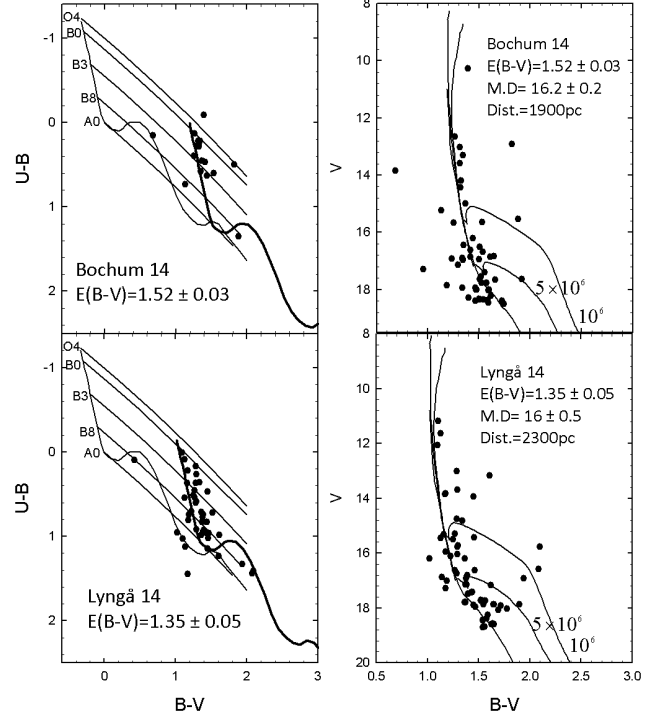 O4
B0
B3
B8
A0
-1
0
1
2
U-B
Bochum 14
E(B-V)=1.52 ± 0.03
8
10
12
14
16
18
8
V
Bochum 14
E(B-V)=1.52 ± 0.03
M.D= 16.2 ± 0.2
Dist.=1900pc
5×10⁶
10⁶
O4
B0
B3
B8
A0
-1
0
1
2
U-B
Lyngå 14
E(B-V)=1.35 ± 0.05
0 1 2 3
B-V
10
12
14
16
18
20
V
Lyngå 14
E(B-V)=1.35 ± 0.05
M.D= 16 ± 0.5
Dist.=2300pc
5×10⁶
10⁶
0.5 1.0 1.5 2.0 2.5 3.0
B-V